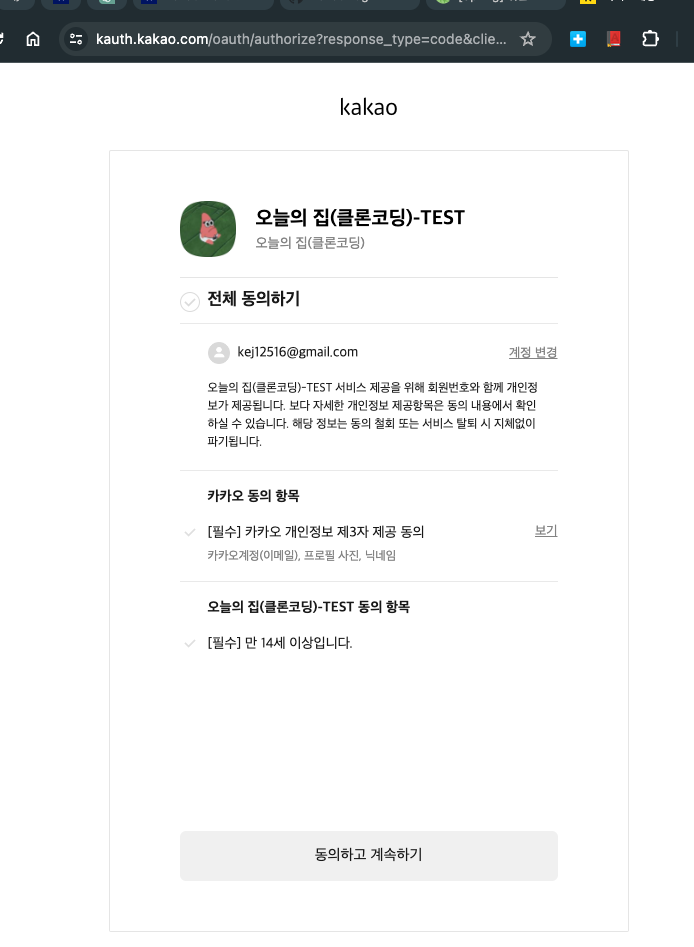 kauth.kakao.com/oauth/authorize?response_type=code&clie...
kakao
오늘의 집(클론코딩)-TEST
오늘의 집(클론코딩)
전체 동의하기
kej12516@gmail.com 계정 변경
오늘의 집(클론코딩)-TEST 서비스 제공을 위해 회원번호와 함께 개인정
보가 제공됩니다. 보다 자세한 개인정보 제공항목은 동의 내용에서 확인
하실 수 있습니다. 해당 정보는 동의 철회 또는 서비스 탈퇴 시 지체없이
파기됩니다.
카카오 동의 항목
[필수] 카카오 개인정보 제3자 제공 동의 보기
카카오계정(이메일), 프로필 사진, 닉네임
오늘의 집(클론코딩)-TEST 동의 항목
[필수] 만 14세 이상입니다.
동의하고 계속하기